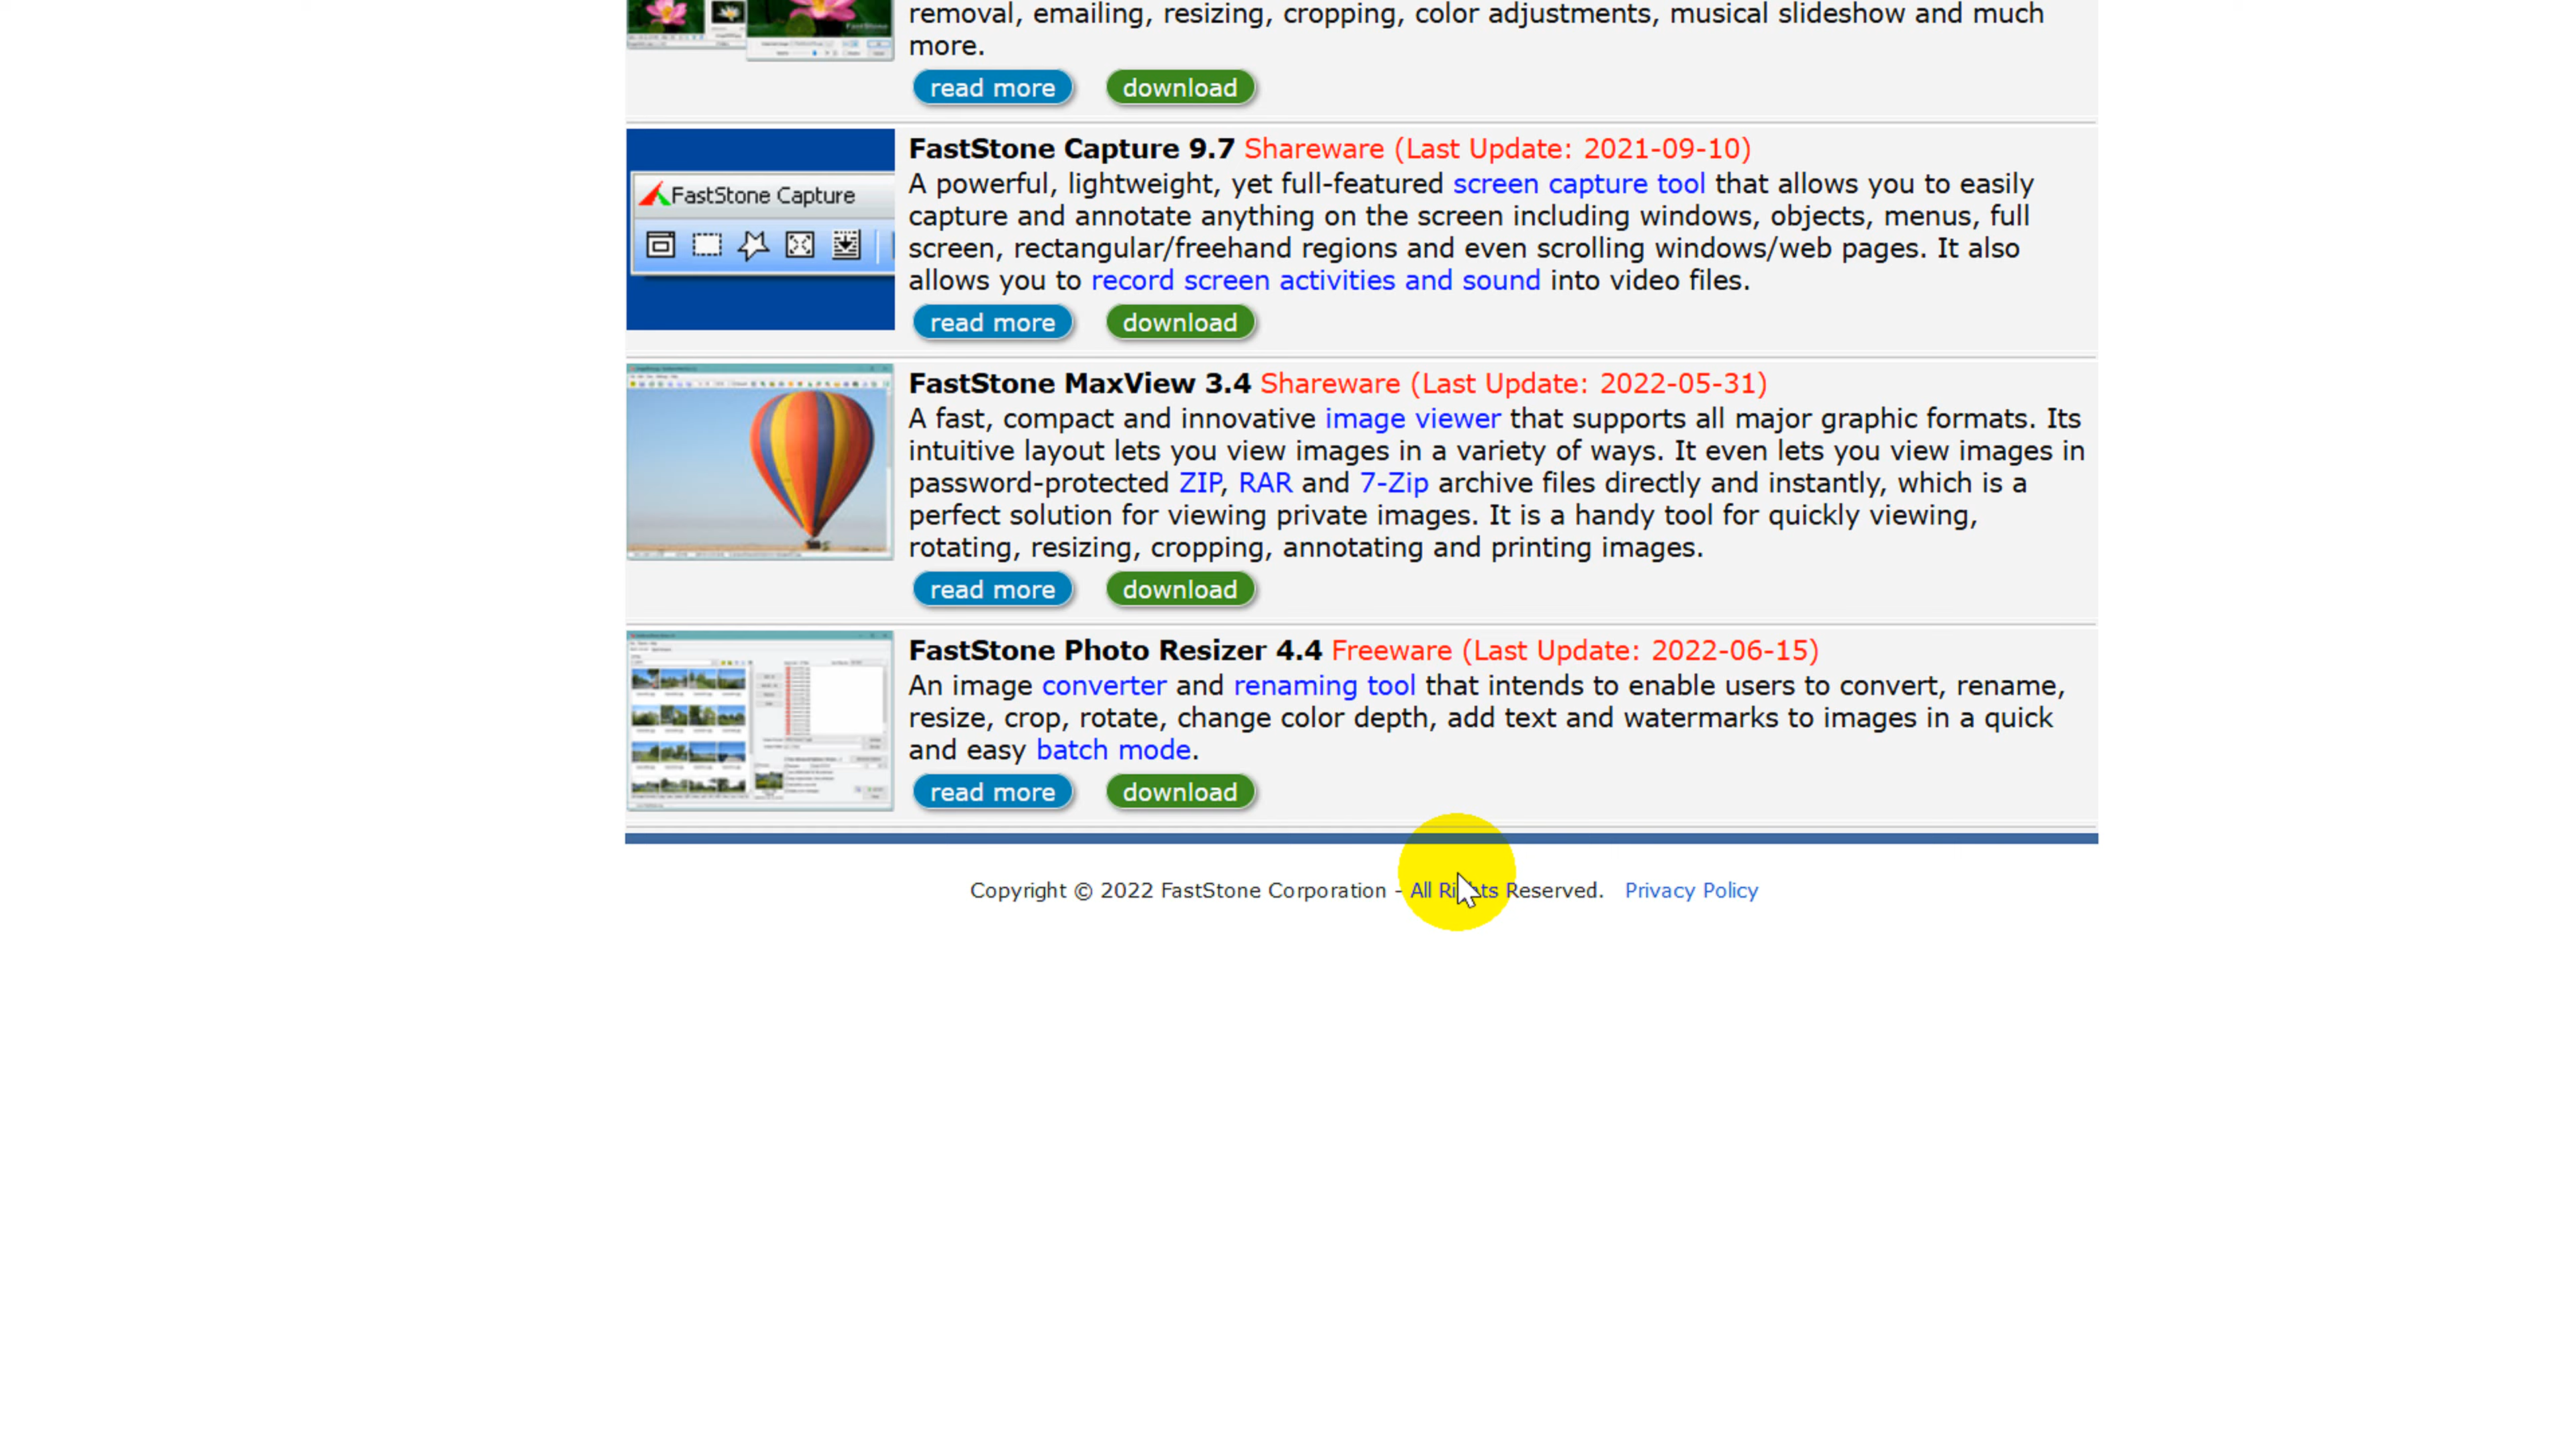 removal, emailing, resizing, cropping, color adjustments, musical slideshow and much
more.
read more download
FastStone Capture 9.7 Shareware (Last Update: 2021-09-10)
FastStone Capture
A powerful, lightweight, yet full-featured screen capture tool that allows you to easily
capture and annotate anything on the screen including windows, objects, menus, full
screen, rectangular/freehand regions and even scrolling windows/web pages. It also
allows you to record screen activities and sound into video files.
read more download
FastStone MaxView 3.4 Shareware (Last Update: 2022-05-31)
A fast, compact and innovative image viewer that supports all major graphic formats. Its
intuitive layout lets you view images in a variety of ways. It even lets you view images in
password-protected ZIP, RAR and 7-Zip archive files directly and instantly, which is a
perfect solution for viewing private images. It is a handy tool for quickly viewing,
rotating, resizing, cropping, annotating and printing images.
read more download
FastStone Photo Resizer 4.4 Freeware (Last Update: 2022-06-15)
An image converter and renaming tool that intends to enable users to convert, rename,
resize, crop, rotate, change color depth, add text and watermarks to images in a quick
and easy batch mode.
read more download
Copyright © 2022 FastStone Corporation - All Rights Reserved. Privacy Policy